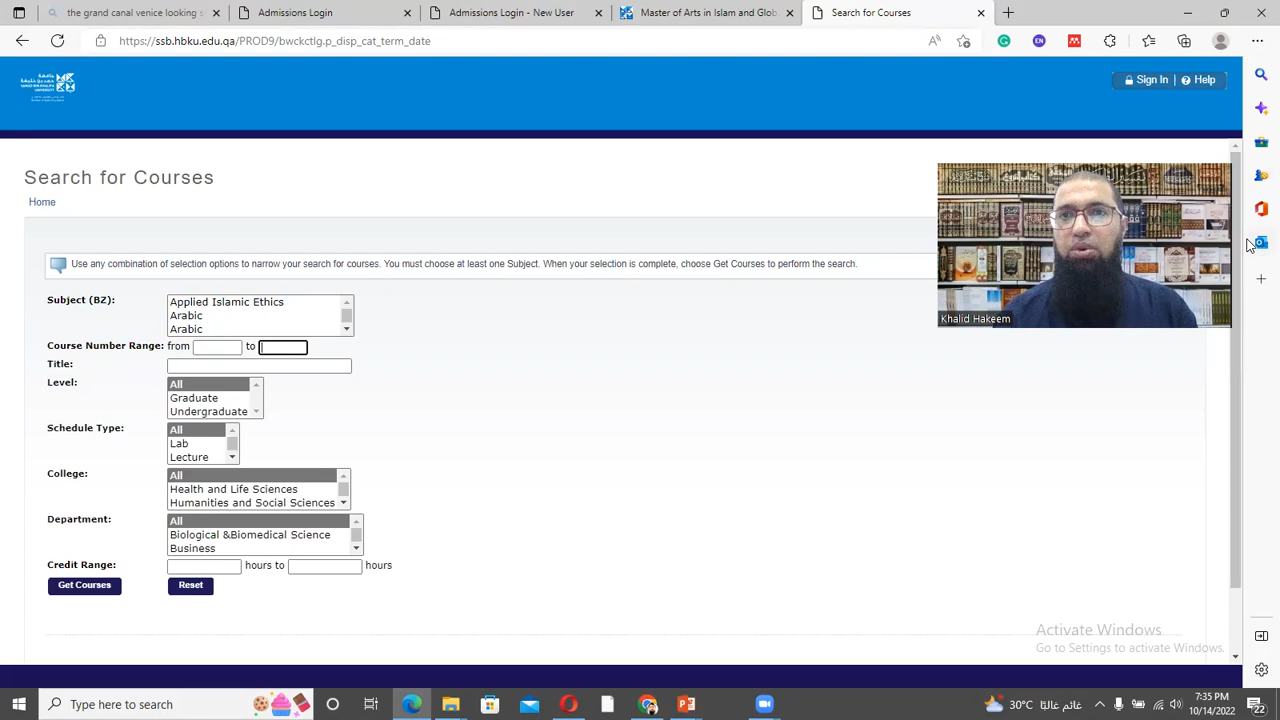 the grand canal venice looking s
Admissions Login
Admissions Login - New User
Master of Arts in Islam and Glob
Search for Courses
https://ssb.hbku.edu.qa/PROD9/bwckctlg.p_disp_cat_term_date
Sign In | Help
Search for Courses
Home
Use any combination of selection options to narrow your search for courses. You must choose at least one Subject. When your selection is complete, choose Get Courses to perform the search.
Subject (BZ):
Applied Islamic Ethics
Arabic
Arabic
Khalid Hakeem
Course Number Range: from to
Title:
Level:
All
Graduate
Undergraduate
Schedule Type:
All
Lab
Lecture
College:
All
Health and Life Sciences
Humanities and Social Sciences
Department:
All
Biological &Biomedical Science
Business
Credit Range: hours to hours
Get Courses Reset
Activate Windows
Go to Settings to activate Windows.
Type here to search
30°C غائم غالبًا
7:35 PM
10/14/2022
22